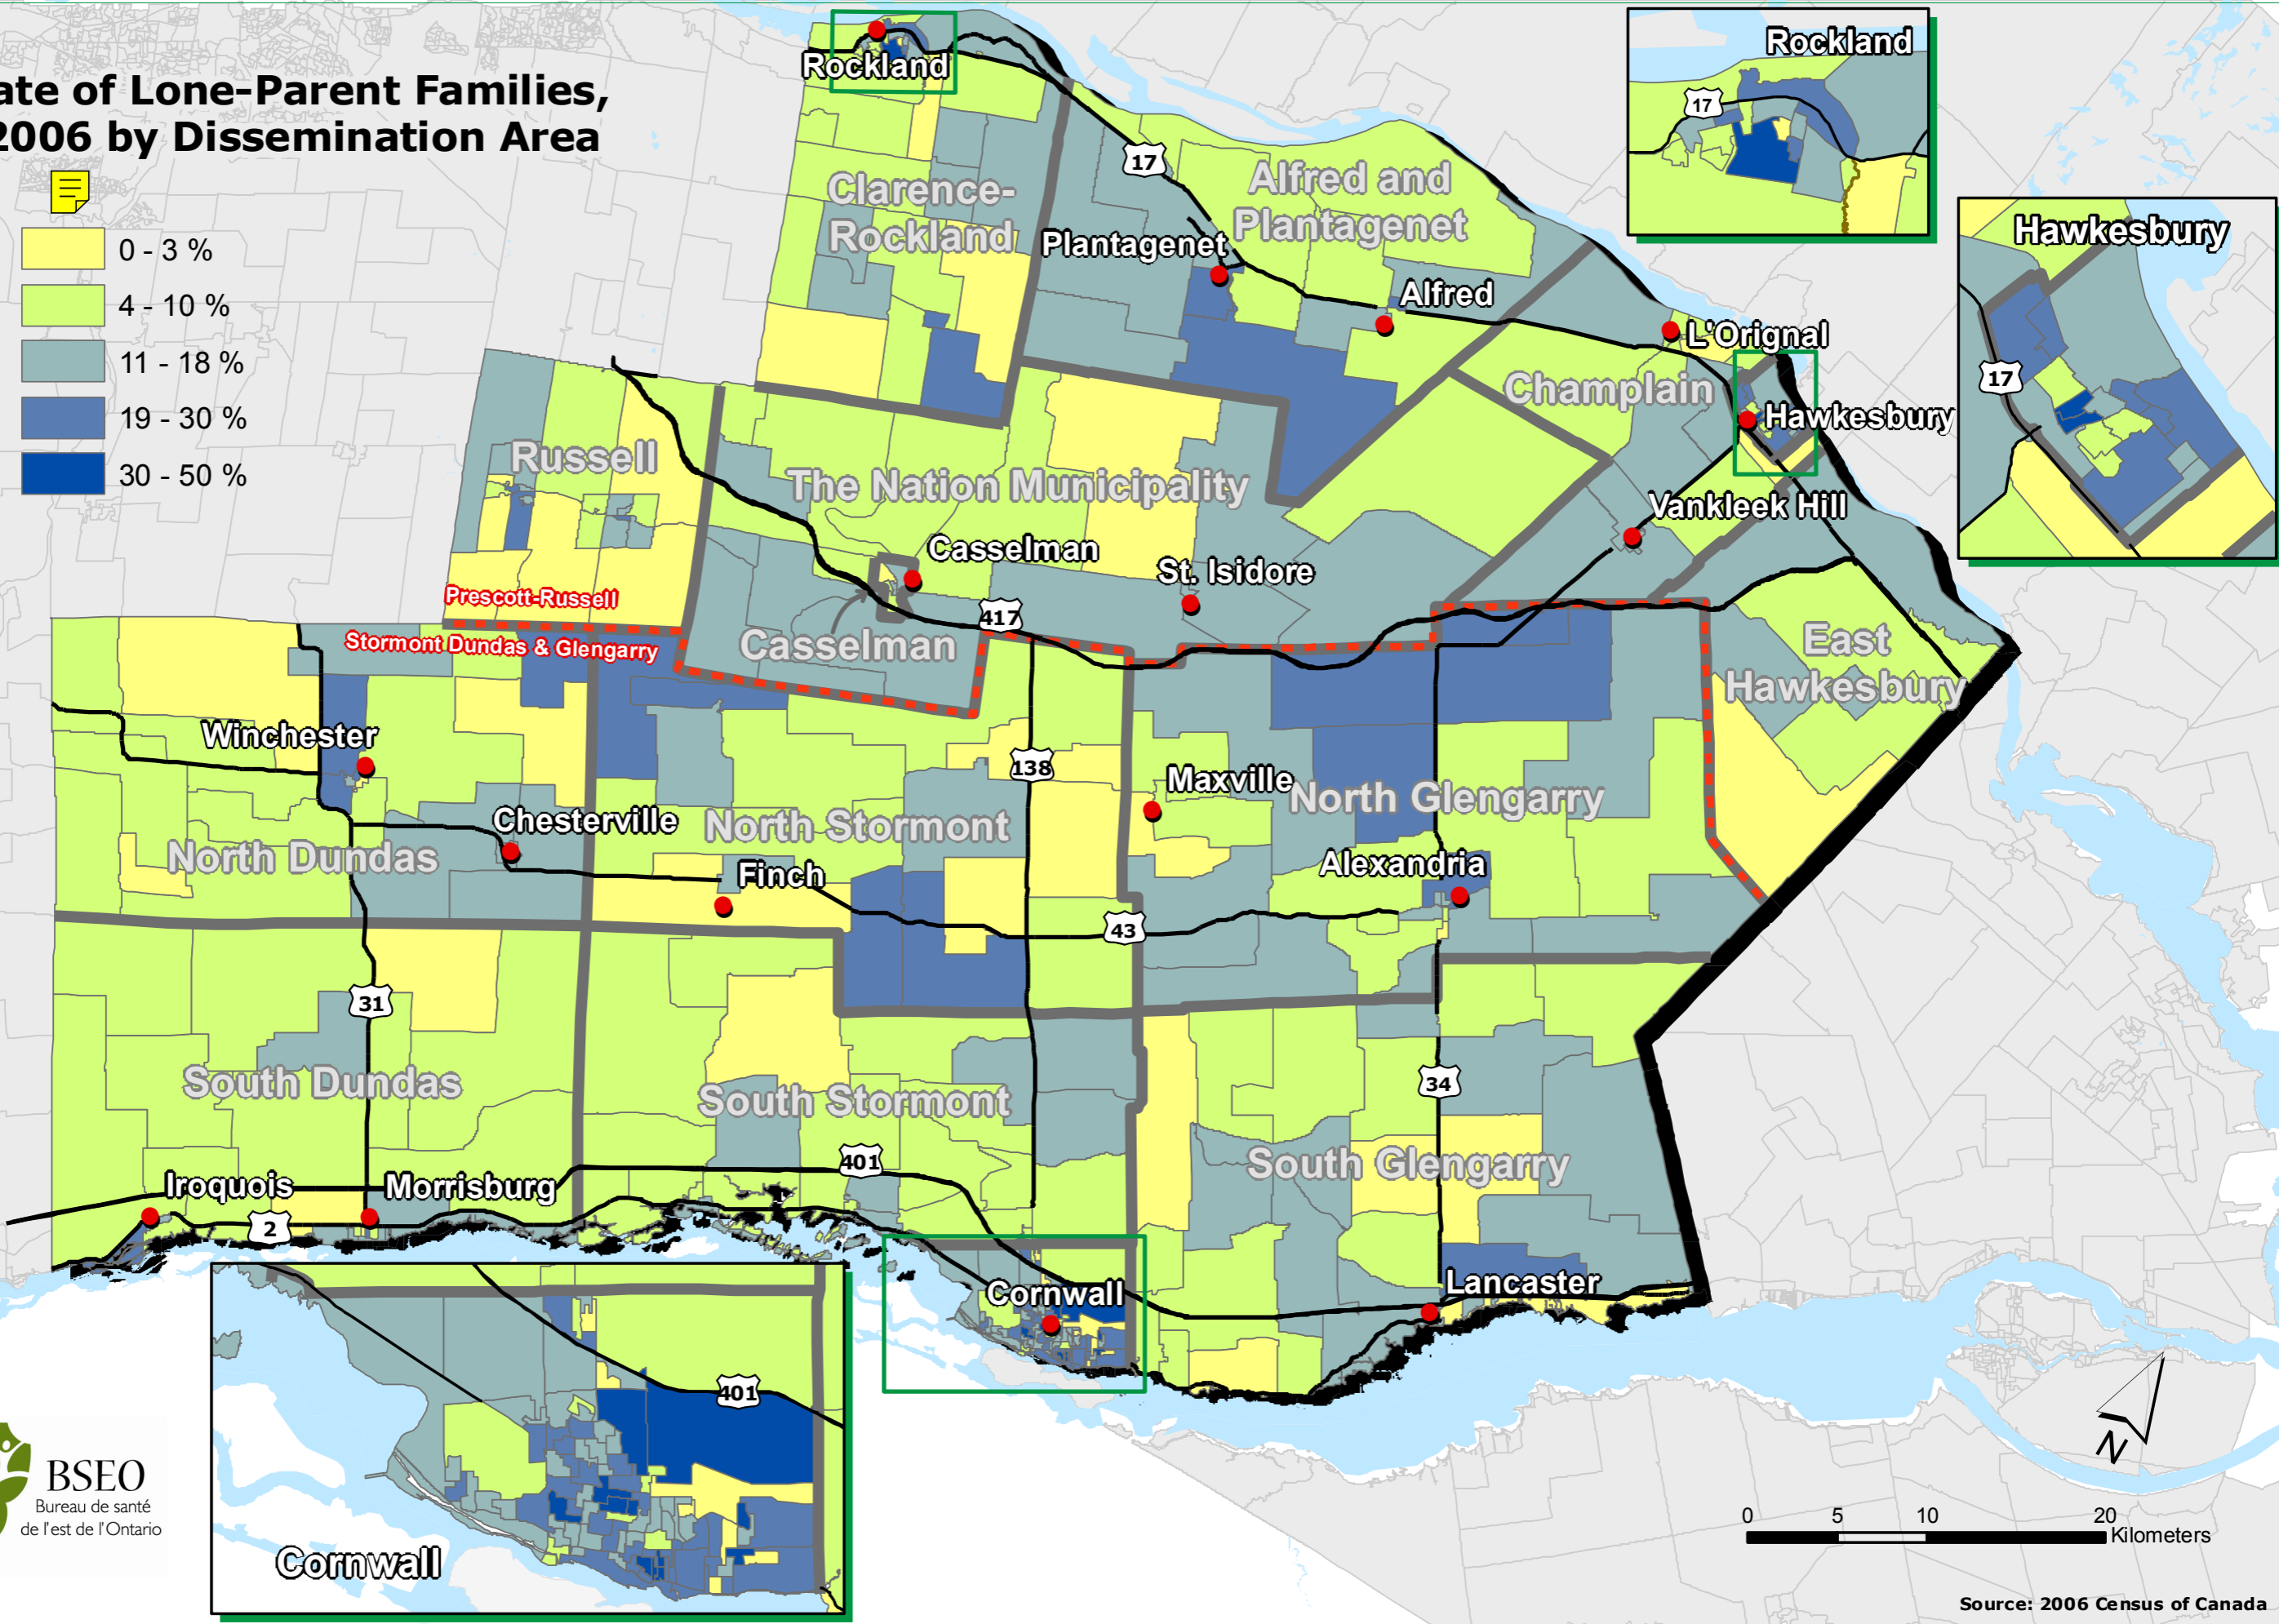 ate of Lone-Parent Families,
2006 by Dissemination Area
0 - 3 %
4 - 10 %
11 - 18 %
19 - 30 %
30 - 50 %
Rockland
Clarence-
Rockland
17
Alfred and
Plantagenet
Plantagenet
Alfred
L'Orignal
Champlain
Hawkesbury
Vankleek Hill
Russell
The Nation Municipality
Casselman
St. Isidore
417
Casselman
Prescott-Russell
Stormont Dundas & Glengarry
East
Hawkesbury
Winchester
138
Maxville
North Glengarry
Chesterville
North Stormont
North Dundas
Finch
Alexandria
43
31
South Dundas
South Stormont
34
South Glengarry
401
Iroquois
Morrisburg
2
Cornwall
Lancaster
Rockland
17
Hawkesbury
17
401
Cornwall
BSEO
Bureau de santé
de l'est de l'Ontario
N
0 5 10 20
Kilometers
Source: 2006 Census of Canada